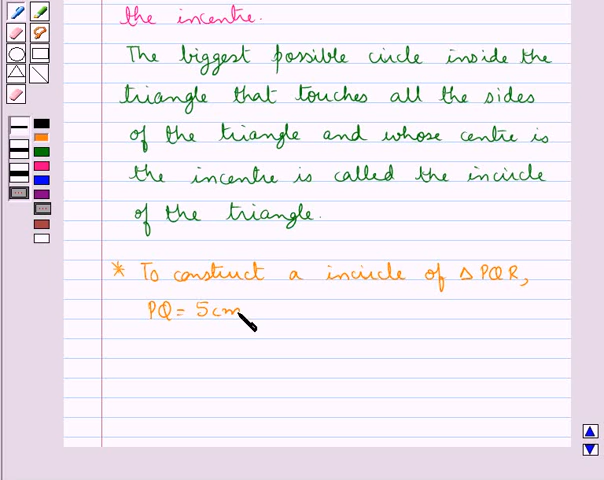 the incentre.
The biggest possible circle inside the
triangle that touches all the sides
of the triangle and whose centre is
the incentre is called the incircle
of the triangle.
* To construct a incircle of △PQR,
PQ = 5cm